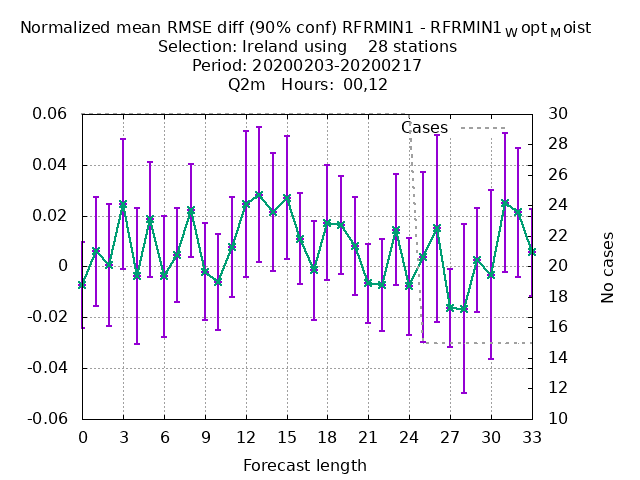 Normalized mean RMSE diff (90% conf) RFRMIN1 - RFRMIN1WoptMoist
Selection: Ireland using 28 stations
Period: 20200203-20200217
Q2m Hours: 00,12
Cases
0.06
0.04
0.02
0
-0.02
-0.04
-0.06
30
28
26
24
22
20
18
16
14
12
10
No cases
0 3 6 9 12 15 18 21 24 27 30 33
Forecast length